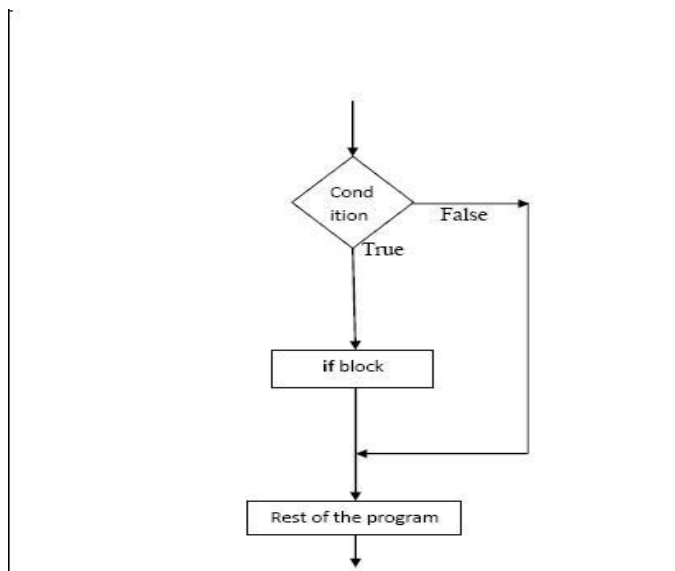 Cond
ition
False
True
if block
Rest of the program